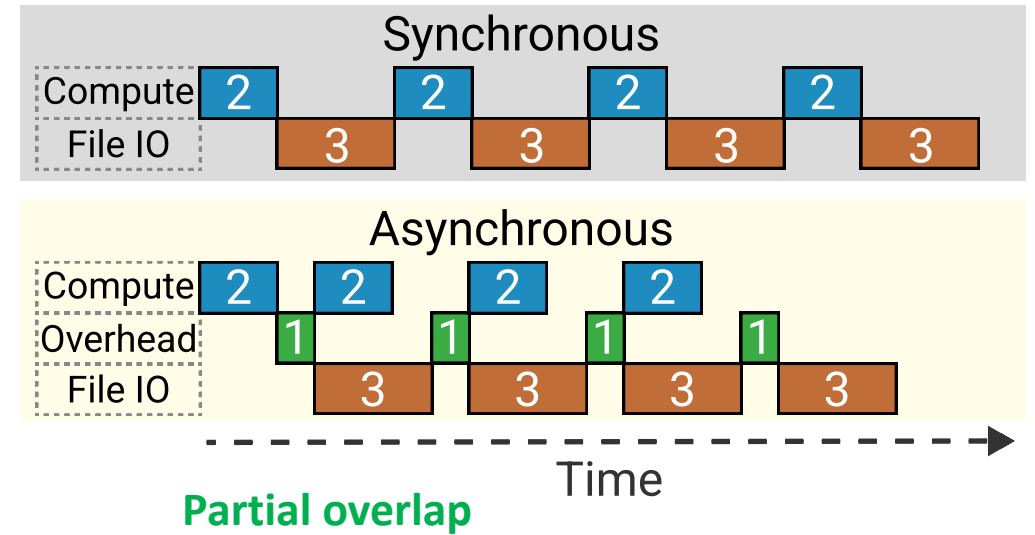 Synchronous
Compute 2 2 2 2
File IO 3 3 3 3
Asynchronous
Compute 2 2 2 2
Overhead 1 1 1 1
File IO 3 3 3 3
Time
Partial overlap